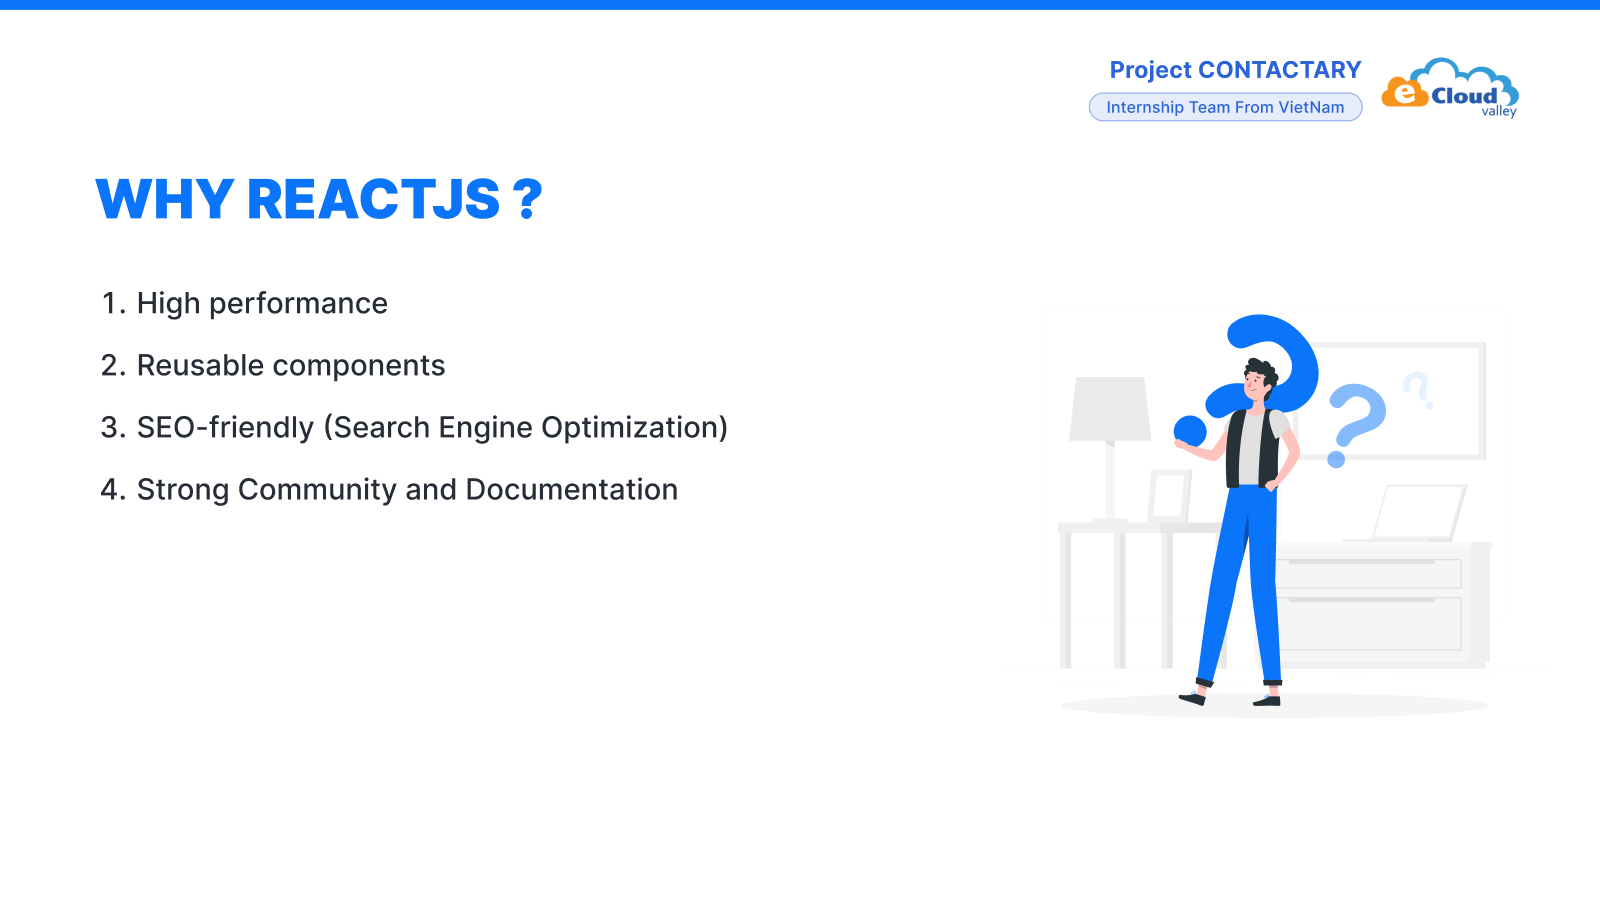 Project CONTACTARY
Internship Team From VietNam
e Cloud
valley
WHY REACTJS ?
1. High performance
2. Reusable components
3. SEO-friendly (Search Engine Optimization)
4. Strong Community and Documentation